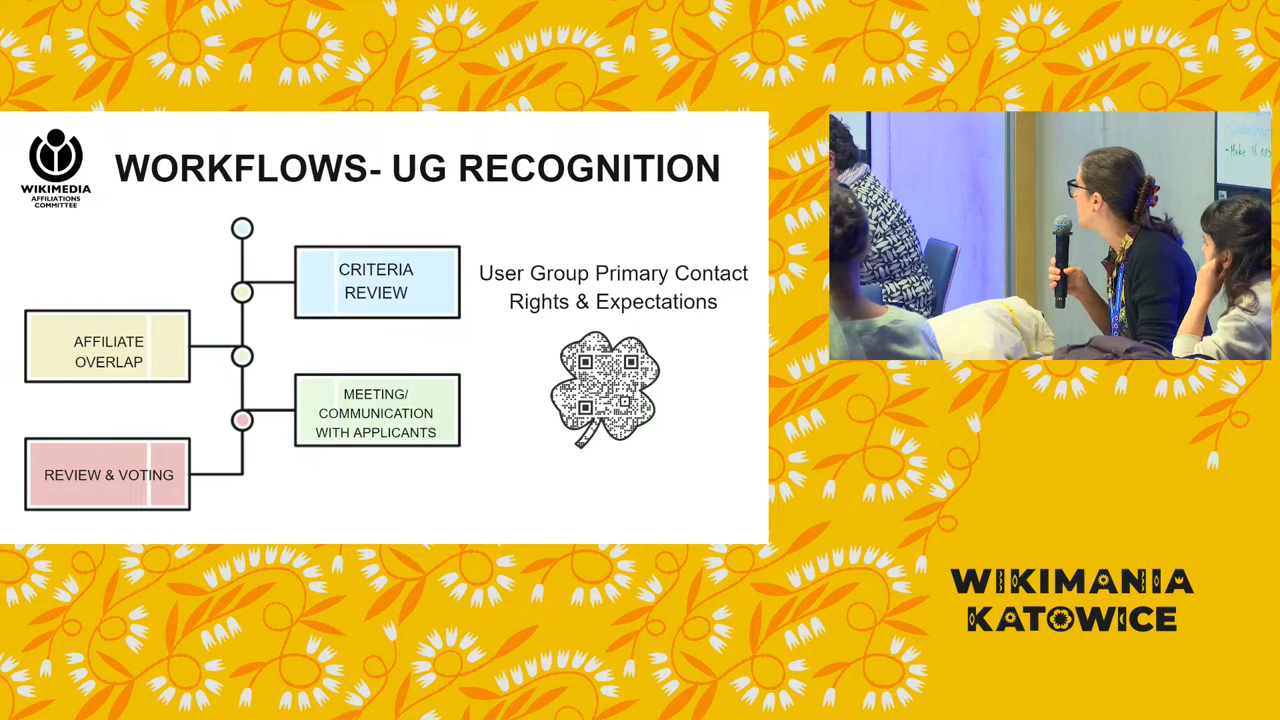 WIKIMEDIA
AFFILIATIONS
COMMITTEE
WORKFLOWS- UG RECOGNITION
CRITERIA
REVIEW
AFFILIATE
OVERLAP
MEETING/
COMMUNICATION
WITH APPLICANTS
REVIEW & VOTING
User Group Primary Contact
Rights & Expectations
WIKIMANIA
KATOWICE